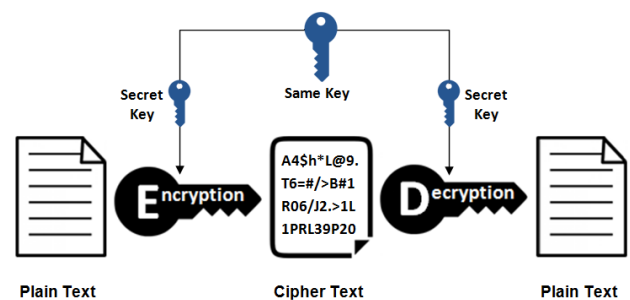 Same Key
Secret
Key
Secret
Key
Encryption
A4$h*L@9.
T6=#/>B#1
R06/J2.>1L
1PRL39P20
Decryption
Plain Text
Cipher Text
Plain Text